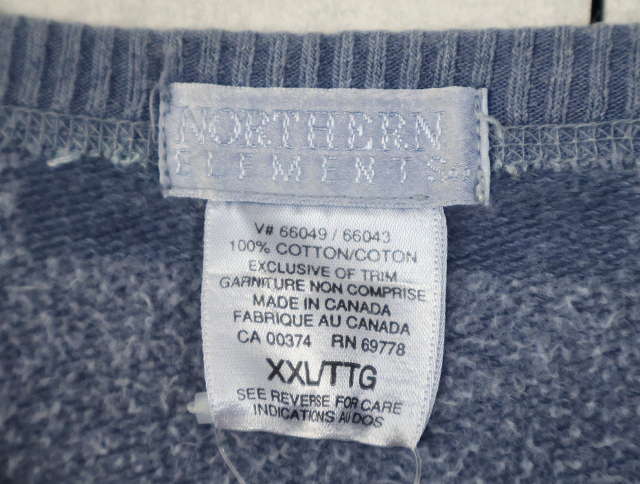 NORTHERN
ELEMENTS
V# 66049 / 66043
100% COTTON/COTON
EXCLUSIVE OF TRIM
GARNITURE NON COMPRISE
MADE IN CANADA
FABRIQUE AU CANADA
CA 00374 RN 69778
XXL/TTG
SEE REVERSE FOR CARE
INDICATIONS AU DOS